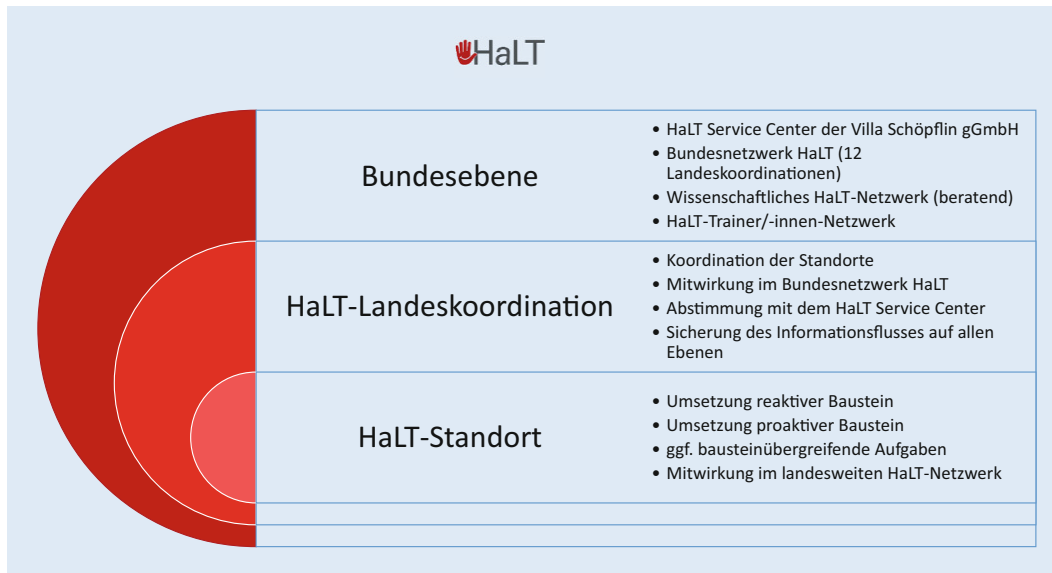 HaLT
Bundesebene
• HaLT Service Center der Villa Schöpflin gGmbH
• Bundesnetzwerk HaLT (12
Landeskoordinationen)
• Wissenschaftliches HaLT-Netzwerk (beratend)
• HaLT-Trainer/-innen-Netzwerk
HaLT-Landeskoordination
• Koordination der Standorte
• Mitwirkung im Bundesnetzwerk HaLT
• Abstimmung mit dem HaLT Service Center
• Sicherung des Informationsflusses auf allen
Ebenen
HaLT-Standort
• Umsetzung reaktiver Baustein
• Umsetzung proaktiver Baustein
• ggf. bausteinübergreifende Aufgaben
• Mitwirkung im landesweiten HaLT-Netzwerk